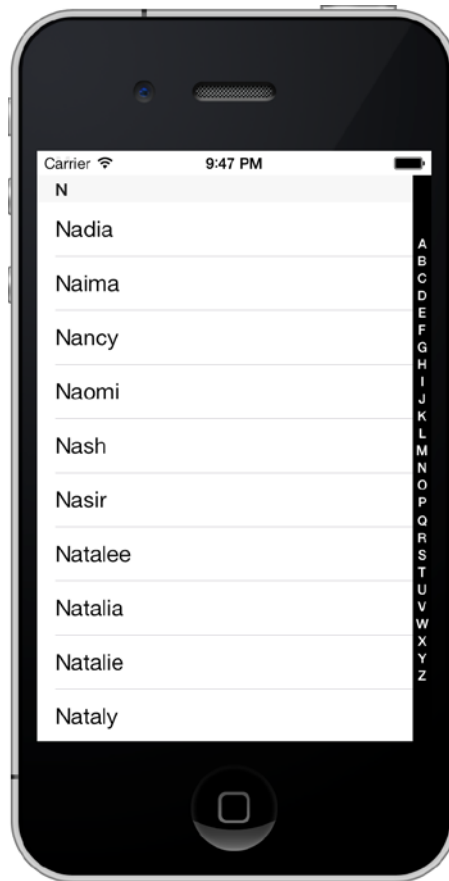 Carrier 9:47 PM
N
Nadia
Naima
Nancy
Naomi
Nash
Nasir
Natalee
Natalia
Natalie
Nataly
A
B
C
D
E
F
G
H
I
J
K
L
M
N
O
P
Q
R
S
T
U
V
W
X
Y
Z